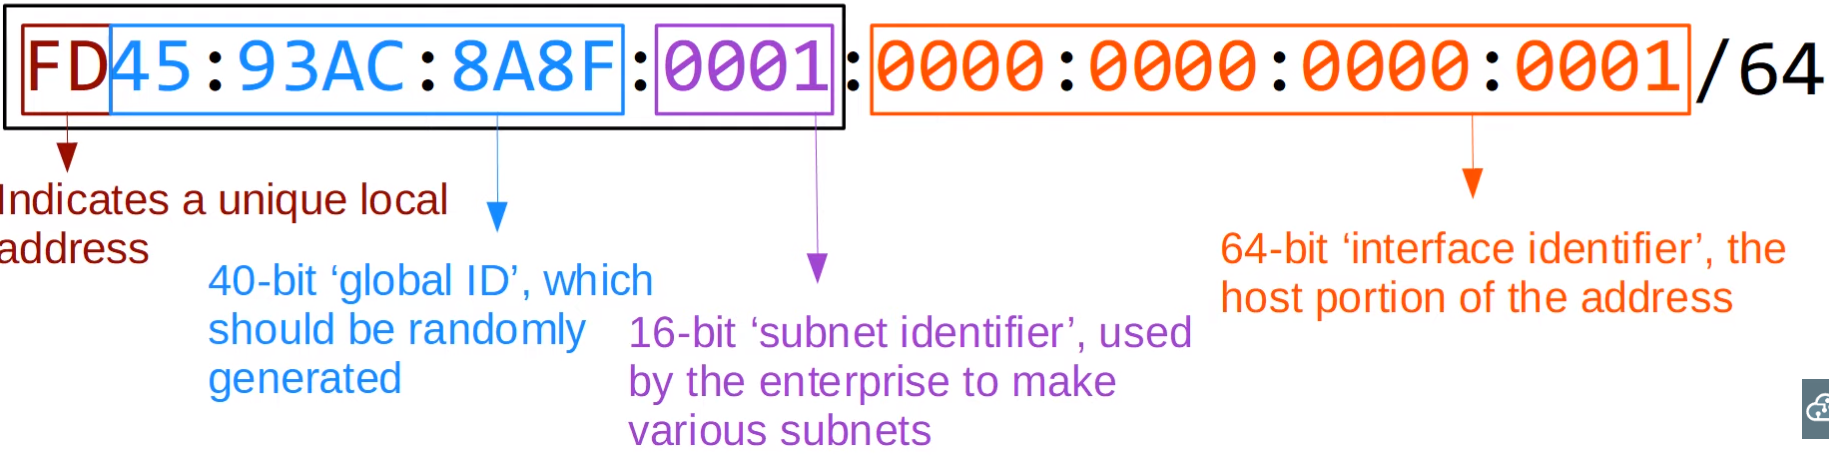 FD45:93AC:8A8F:0001:0000:0000:0000:0001/64
Indicates a unique local
address
40-bit ‘global ID’, which
should be randomly
generated
16-bit ‘subnet identifier’, used
by the enterprise to make
various subnets
64-bit ‘interface identifier’, the
host portion of the address